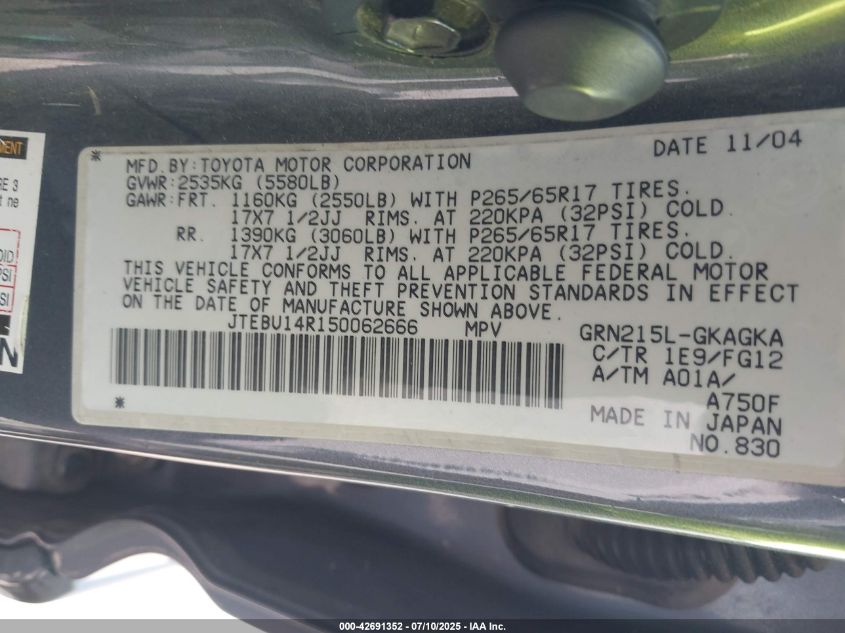 DATE 11/04
MFD.BY:TOYOTA MOTOR CORPORATION
GVWR:2535KG (5580LB)
GAWR:FRT. 1160KG (2550LB) WITH P265/65R17 TIRES.
17X7 1/2JJ RIMS. AT 220KPA (32PSI) COLD.
RR. 1390KG (3060LB) WITH P265/65R17 TIRES.
17X7 1/2JJ RIMS. AT 220KPA (32PSI) COLD.
THIS VEHICLE CONFORMS TO ALL APPLICABLE FEDERAL MOTOR
VEHICLE SAFETY AND THEFT PREVENTION STANDARDS IN EFFECT
ON THE DATE OF MANUFACTURE SHOWN ABOVE.
JTEBU14R150062666 MPV GRN215L-GKAGKA
C/TR 1E9/FG12
A/TM A01A/
A750F
MADE IN JAPAN
NO.830
PSI
SI
000-42691352 - 07/10/2025 - IAA Inc.